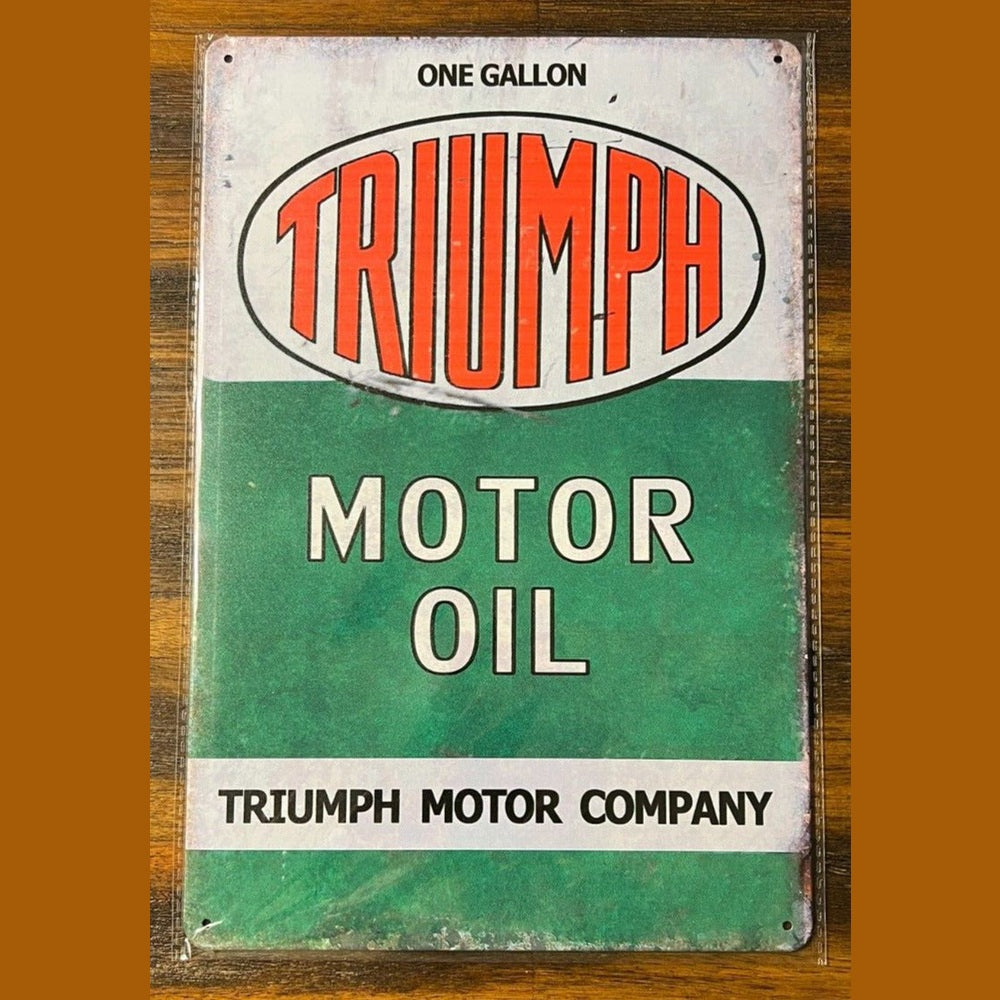 ONE GALLON
TRIUMPH
MOTOR
OIL
TRIUMPH MOTOR COMPANY